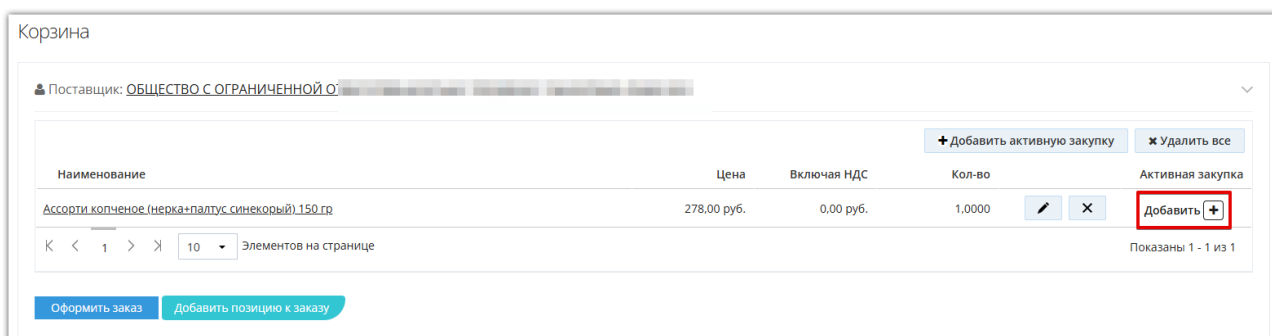 Корзина
Поставщик: ОБЩЕСТВО С ОГРАНИЧЕННОЙ
Добавить активную закупку Удалить все
Наименование Цена Включая НДС Кол-во Активная закупка
Ассорти копченое (нерка+палтус синекорый) 150 гр 278,00 руб. 0,00 руб. 1,0000 Добавить
1 10 Элементов на странице Показаны 1 - 1 из 1
Оформить заказ Добавить позицию к заказу